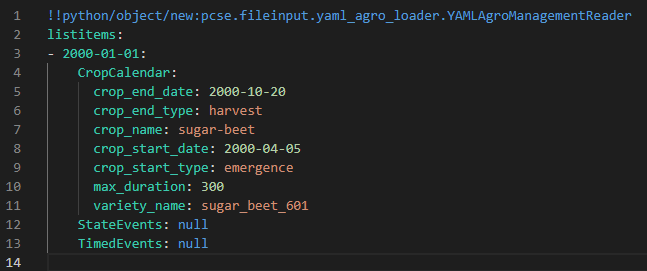 1 !!python/object/new:pcse.fileinput.yaml_agro_loader.YAMLAgroManagementReader
2 listitems:
3 - 2000-01-01:
4     CropCalendar:
5       crop_end_date: 2000-10-20
6       crop_end_type: harvest
7       crop_name: sugar-beet
8       crop_start_date: 2000-04-05
9       crop_start_type: emergence
10       max_duration: 300
11       variety_name: sugar_beet_601
12     StateEvents: null
13     TimedEvents: null
14